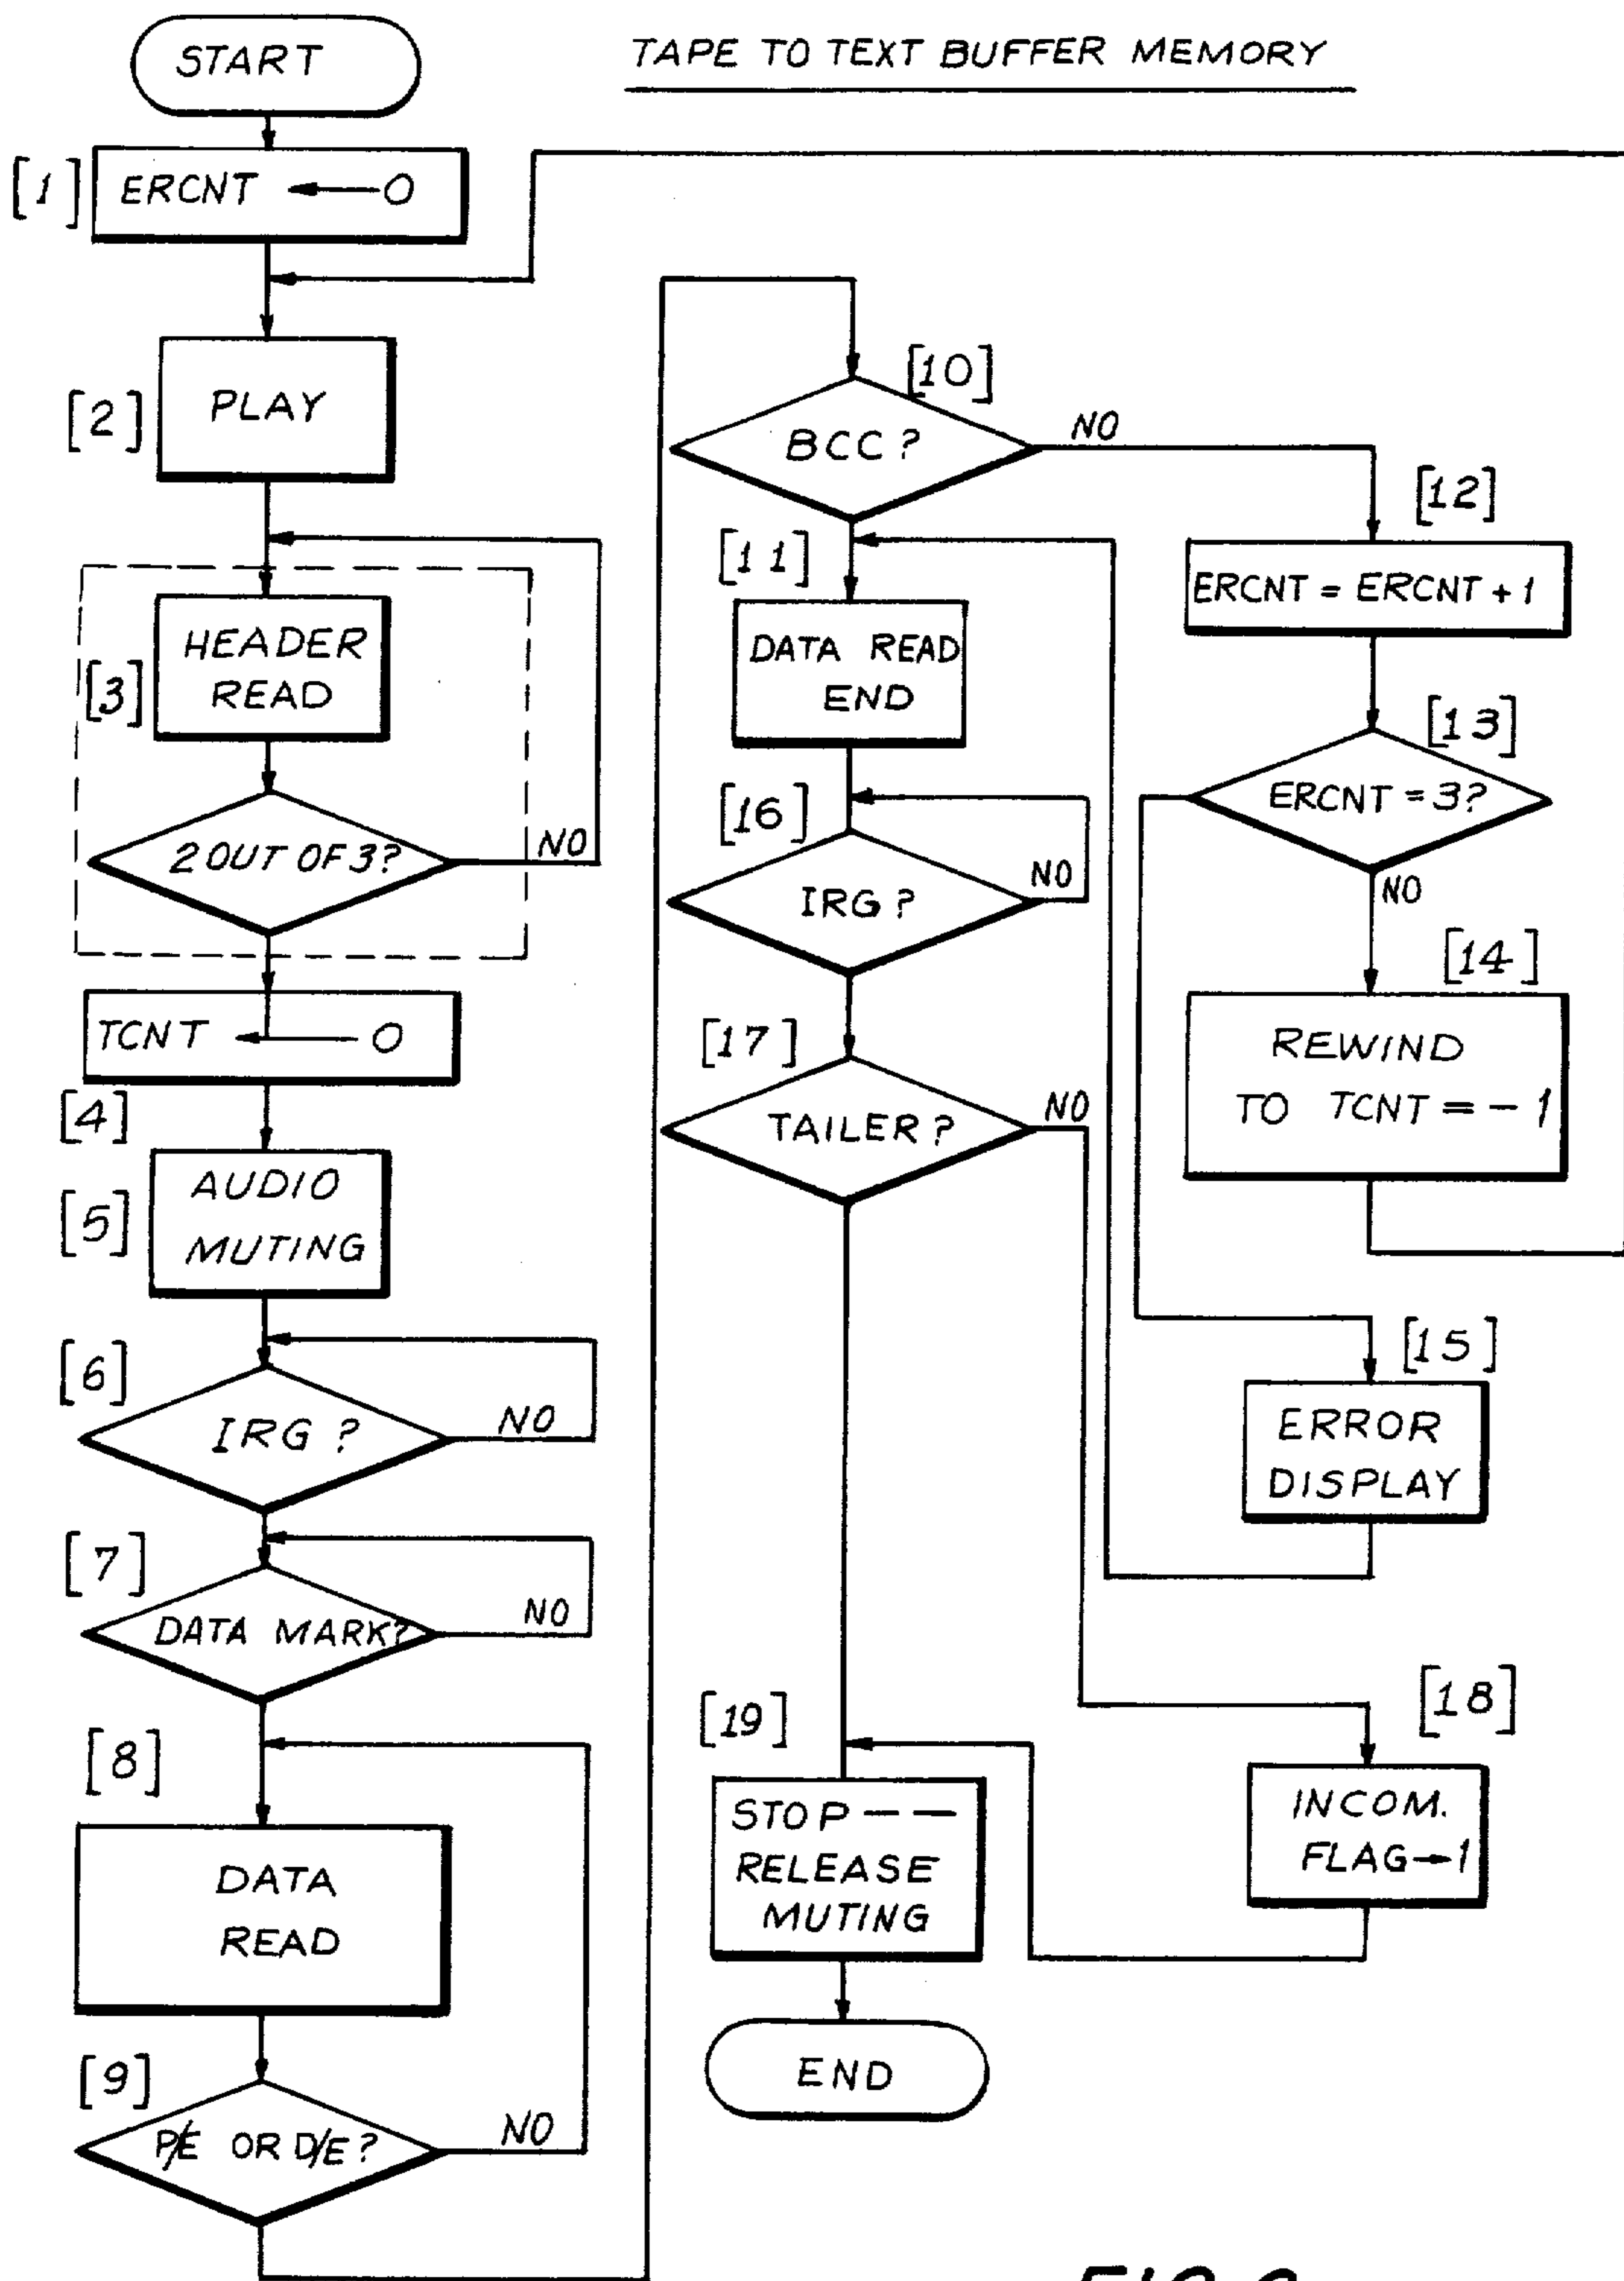 START
TAPE TO TEXT BUFFER MEMORY
[1]
ERCNT ← 0
[2]
PLAY
[3]
HEADER
READ
2 OUT OF 3?
NO
TCNT ← 0
[4]
[5]
AUDIO
MUTING
[6]
IRG ?
NO
[7]
DATA MARK?
NO
[8]
DATA
READ
[9]
P/E OR D/E ?
NO
[10]
BCC ?
NO
[11]
DATA READ
END
[16]
IRG ?
NO
[17]
TAILER ?
NO
[19]
STOP — —
RELEASE
MUTING
END
[12]
ERCNT = ERCNT + 1
[13]
ERCNT = 3?
NO
[14]
REWIND
TO TCNT = - 1
[15]
ERROR
DISPLAY
[18]
INCOM.
FLAG→1